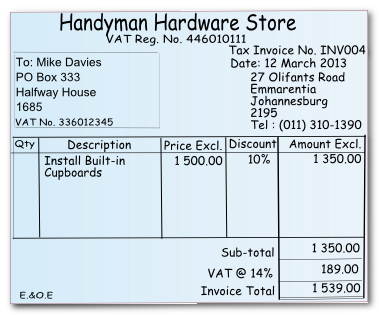 Handyman Hardware Store
VAT Reg. No. 446010111
Tax Invoice No. INV004
To: Mike Davies
Date: 12 March 2013
PO Box 333
27 Olifants Road
Halfway House
Emmarentia
1685
Johannesburg
2195
VAT No. 336012345
Tel : (011) 310-1390
Qty Description Price Excl. Discount Amount Excl.
Install Built-in 1 500.00 10% 1 350.00
Cupboards
Sub-total 1 350.00
VAT @ 14% 189.00
Invoice Total 1 539.00
E.&O.E